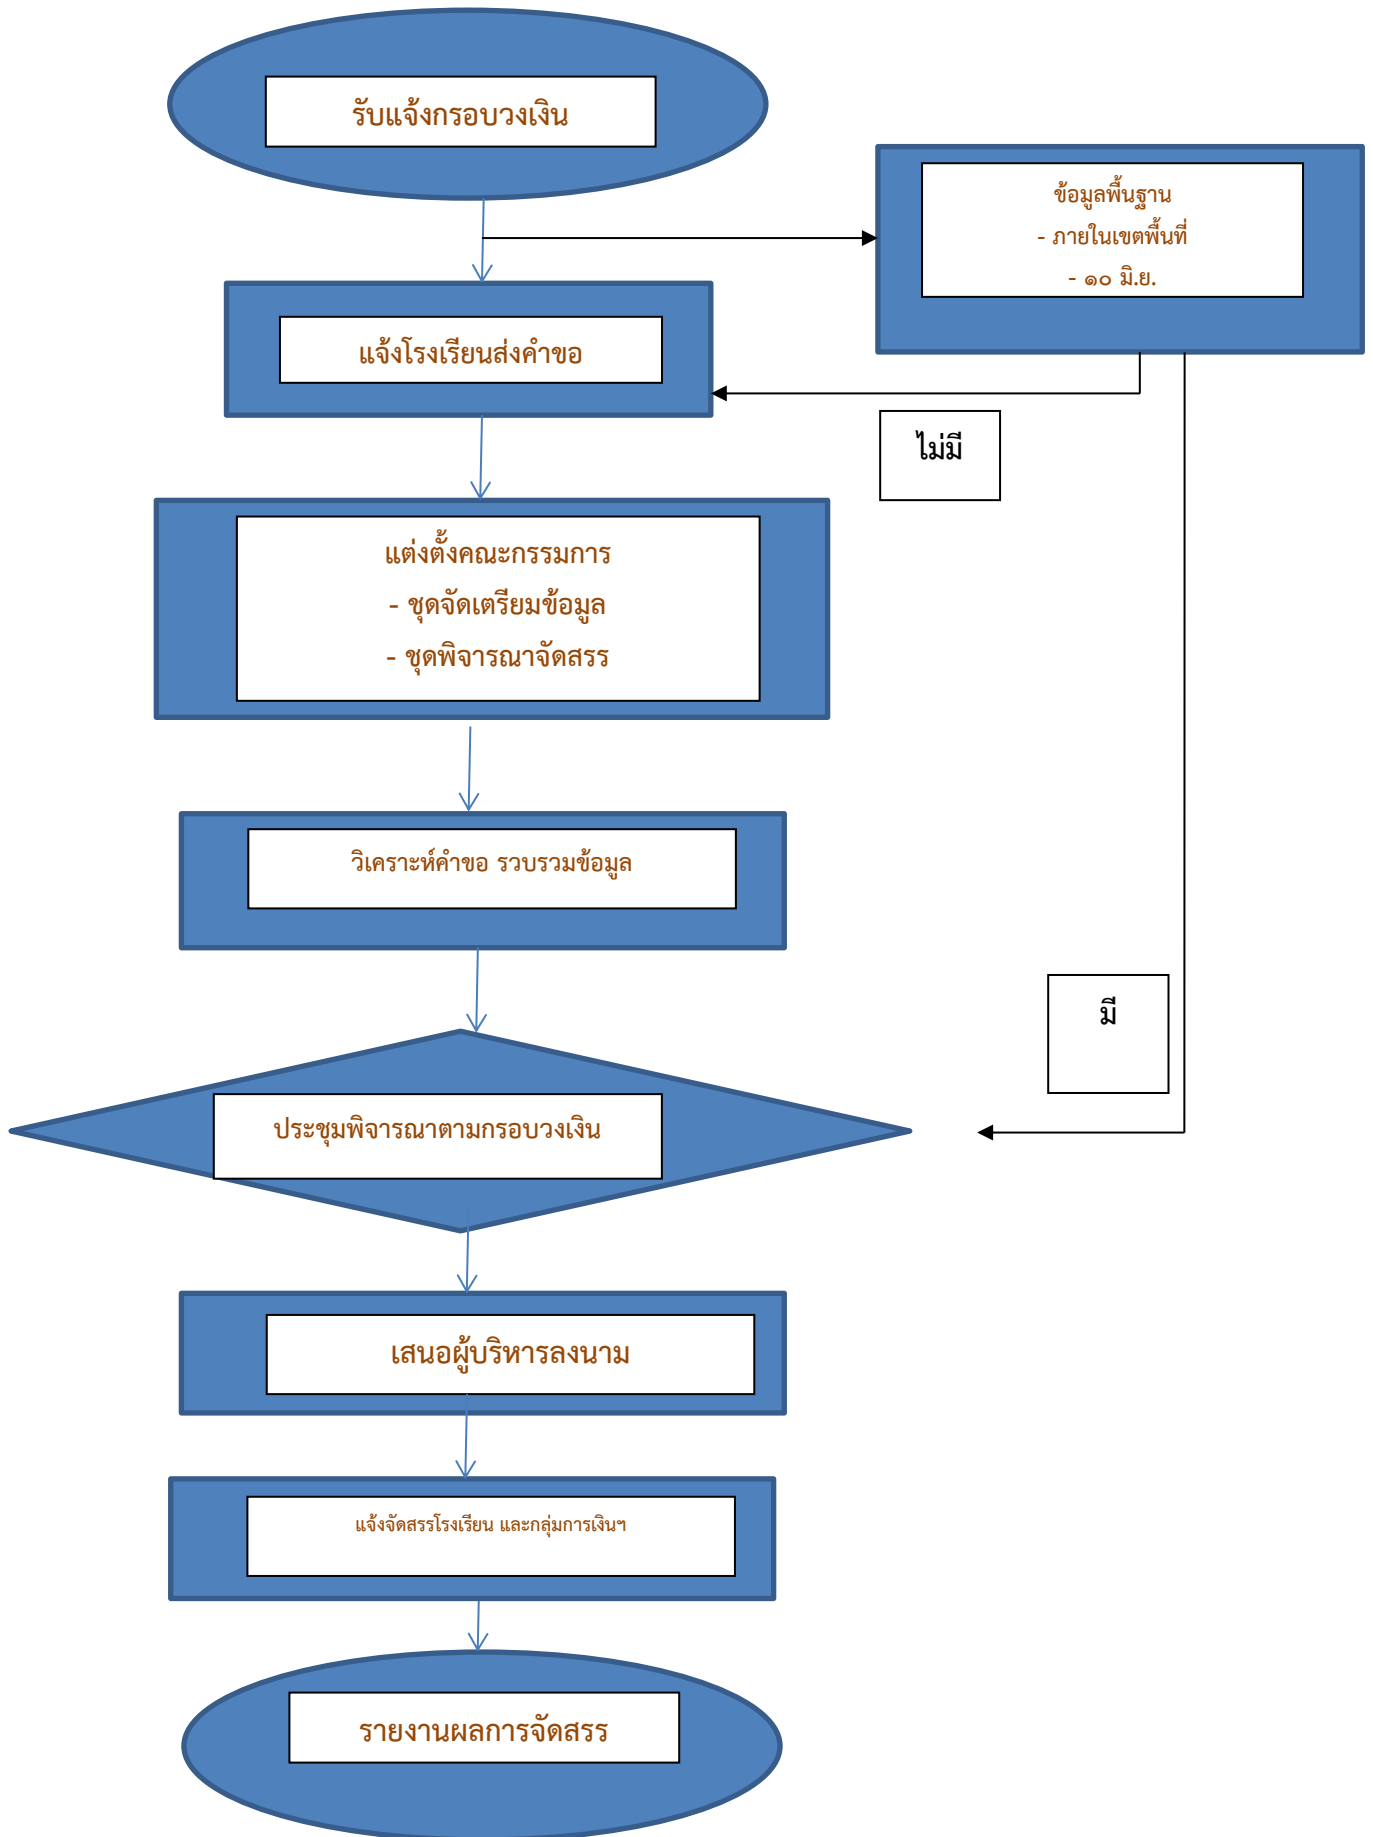 รับแจ้งกรอบวงเงิน
ข้อมูลพื้นฐาน
- ภายในเขตพื้นที่
- ๑๐ มิ.ย.
แจ้งโรงเรียนส่งคำขอ
ไม่มี
แต่งตั้งคณะกรรมการ
- ชุดจัดเตรียมข้อมูล
- ชุดพิจารณาจัดสรร
วิเคราะห์คำขอ รวบรวมข้อมูล
มี
ประชุมพิจารณาตามกรอบวงเงิน
เสนอผู้บริหารลงนาม
แจ้งจัดสรรโรงเรียน และกลุ่มการเงินฯ
รายงานผลการจัดสรร